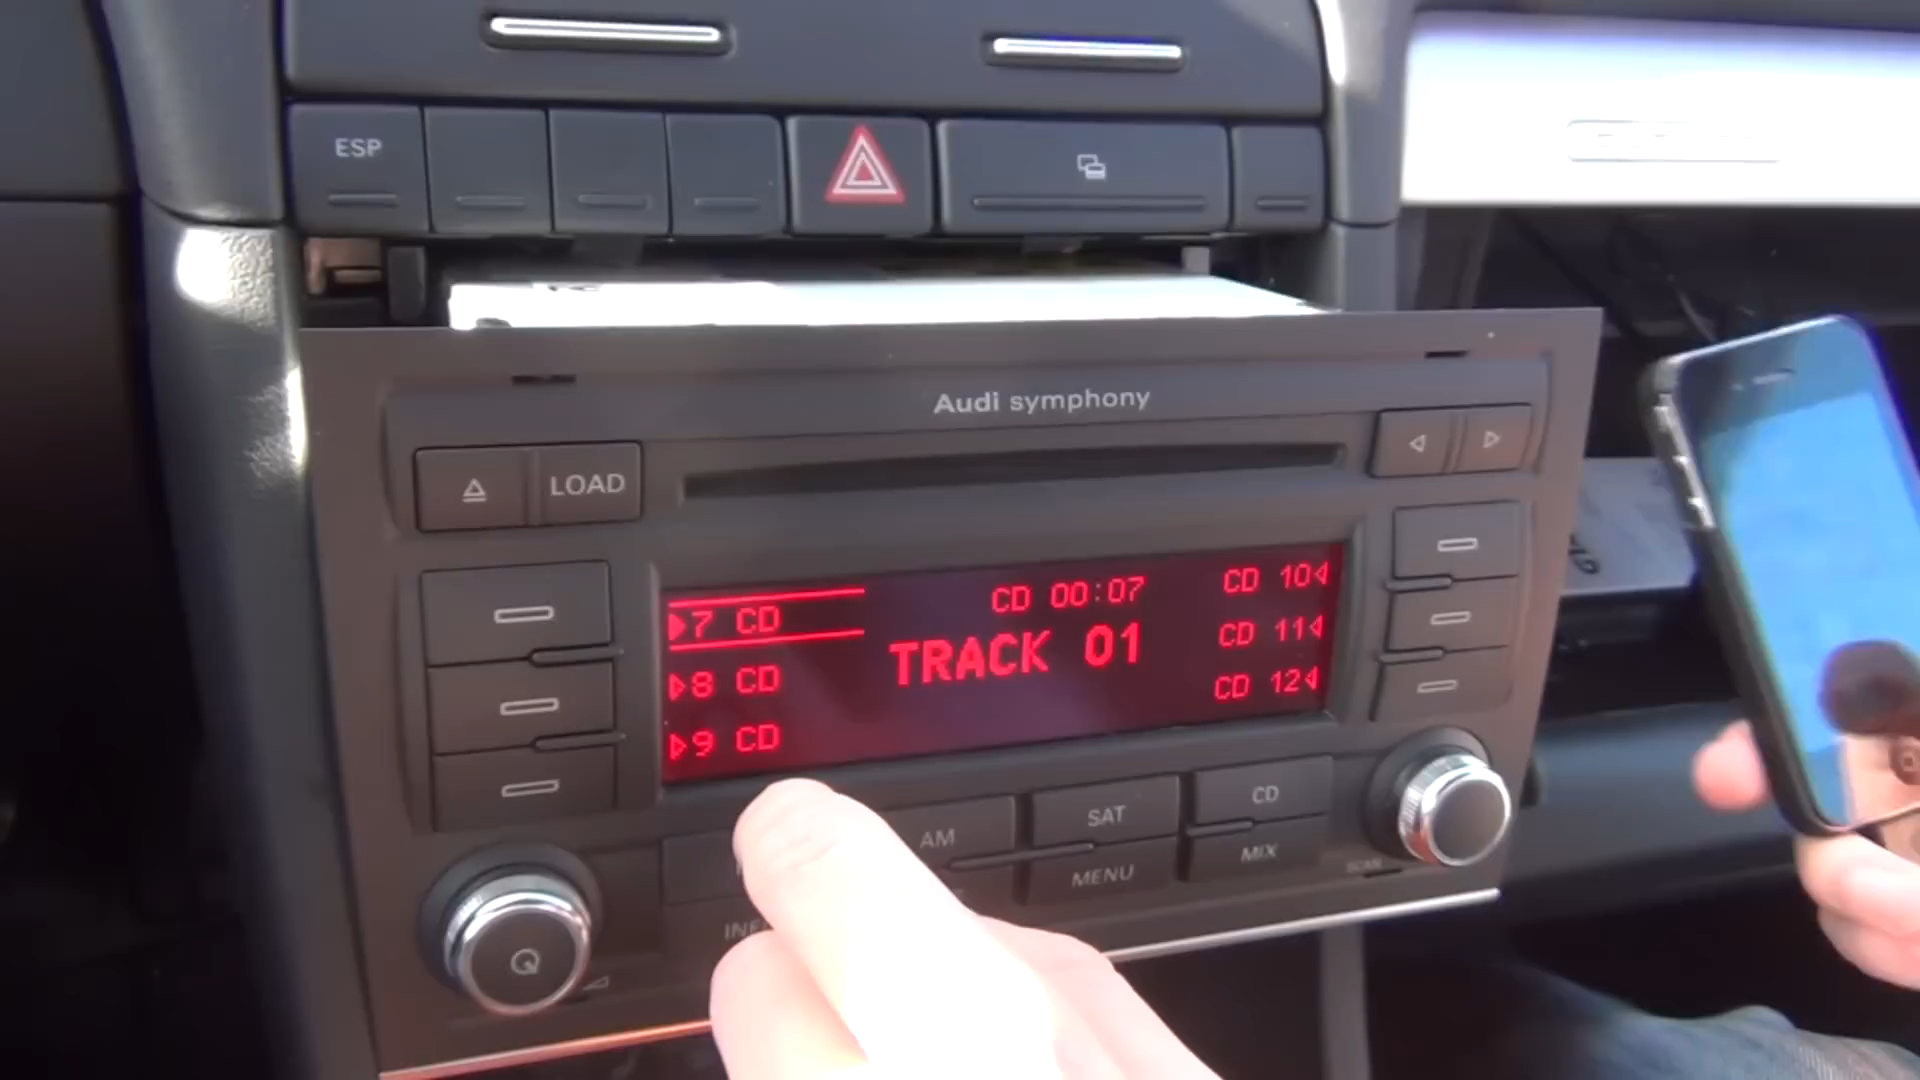 ESP
Audi symphony
LOAD
▶7 CD
CD 00:07
CD 10◁
▷8 CD
TRACK 01
CD 11◁
▷9 CD
CD 12◁
AM
SAT
CD
MENU
MIX
SCAN